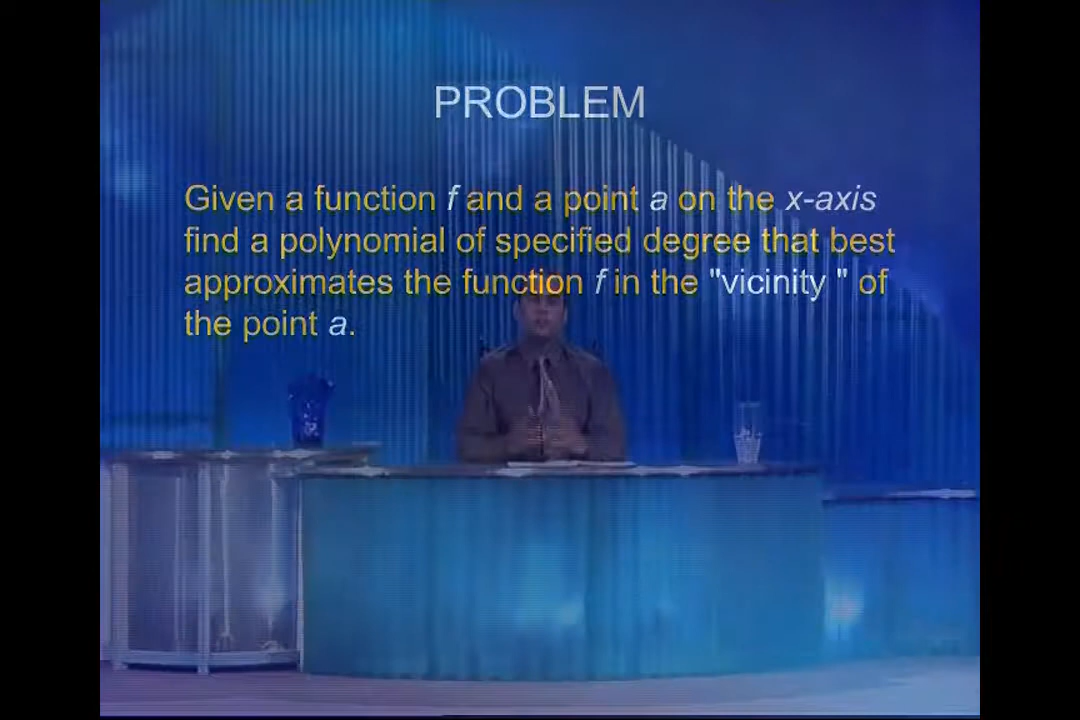 PROBLEM
Given a function f and a point a on the x-axis
find a polynomial of specified degree that best
approximates the function f in the "vicinity " of
the point a.